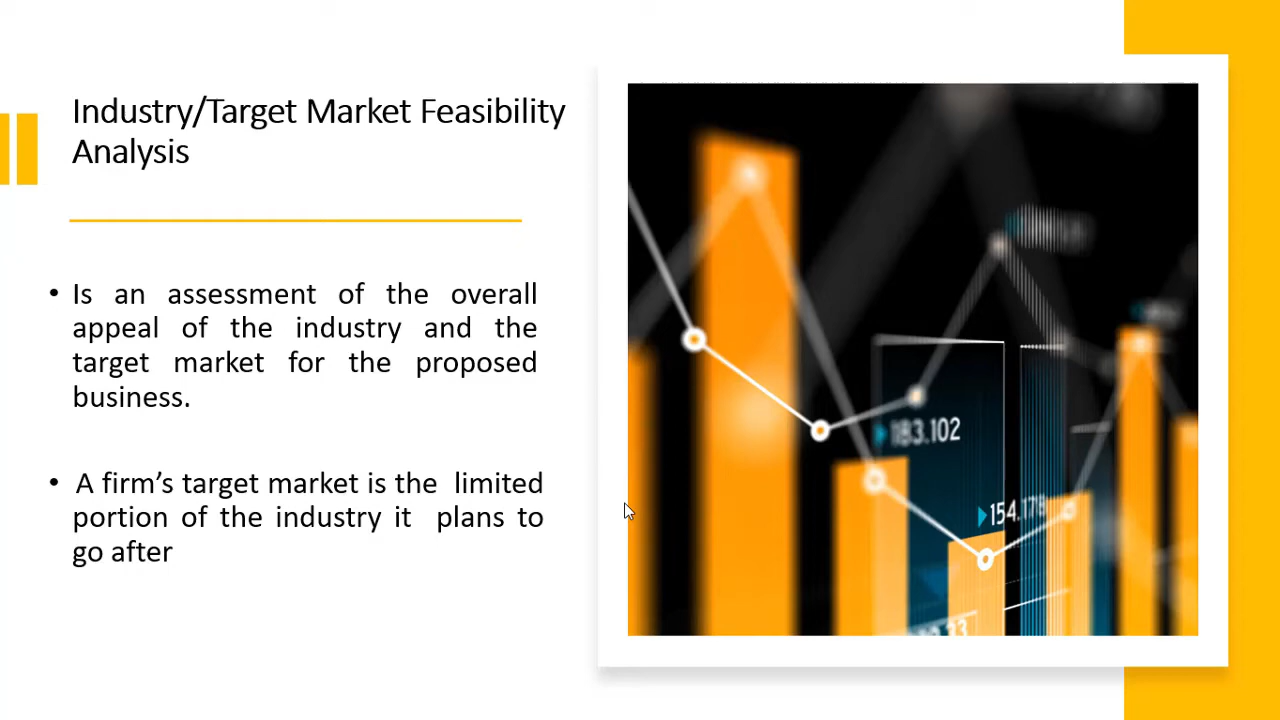 Industry/Target Market Feasibility
Analysis
• Is an assessment of the overall
appeal of the industry and the
target market for the proposed
business.
• A firm’s target market is the limited
portion of the industry it plans to
go after
183.102
154.178